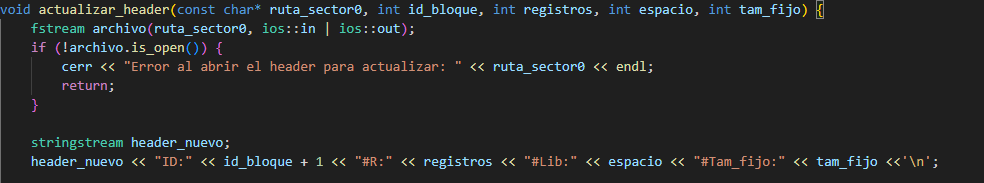 void actualizar_header(const char* ruta_sector0, int id_bloque, int registros, int espacio, int tam_fijo) {
fstream archivo(ruta_sector0, ios::in | ios::out);
if (!archivo.is_open()) {
cerr << "Error al abrir el header para actualizar: " << ruta_sector0 << endl;
return;
}
stringstream header_nuevo;
header_nuevo << "ID:" << id_bloque + 1 << "#R:" << registros << "#Lib:" << espacio << "#Tam_fijo:" << tam_fijo <<'\n';